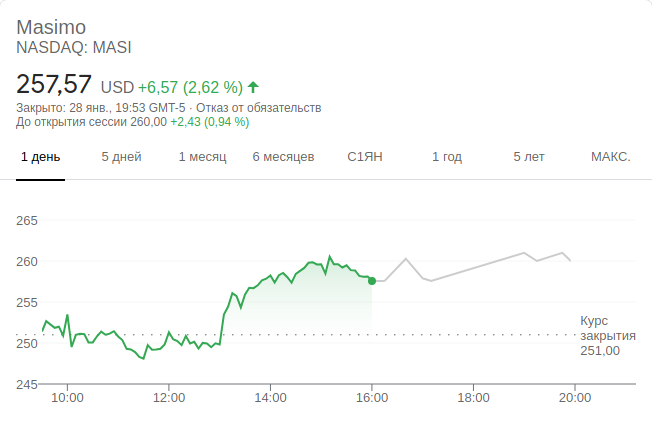 Masimo
NASDAQ: MASI
257,57 USD +6,57 (2,62 %)
Закрыто: 28 янв., 19:53 GMT-5 · Отказ от обязательств
До открытия сессии 260,00 +2,43 (0,94 %)
1 день 5 дней 1 месяц 6 месяцев С1ЯН 1 год 5 лет МАКС.
265
260
255
250
245
Курс
закрытия
251,00
10:00 12:00 14:00 16:00 18:00 20:00